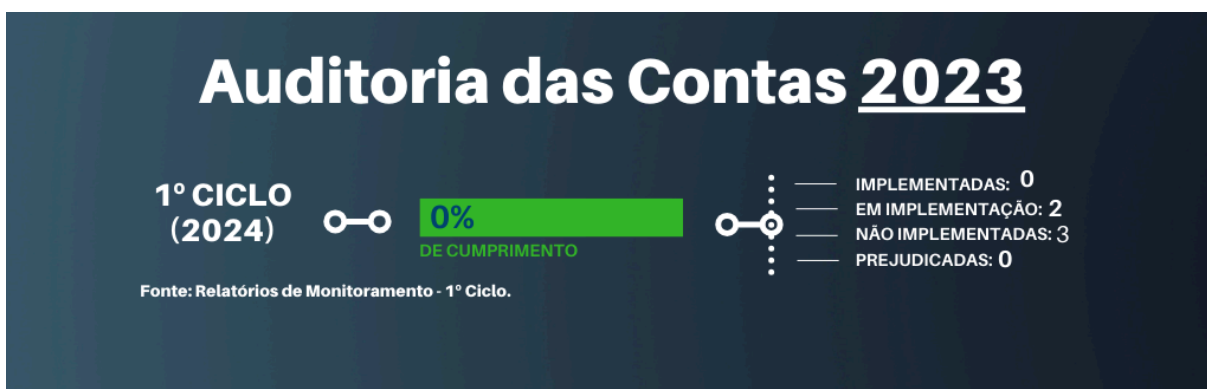 Auditoria das Contas 2023
1º CICLO
(2024)
0%
DE CUMPRIMENTO
IMPLEMENTADAS: 0
EM IMPLEMENTAÇÃO: 2
NÃO IMPLEMENTADAS: 3
PREJUDICADAS: 0
Fonte: Relatórios de Monitoramento - 1º Ciclo.